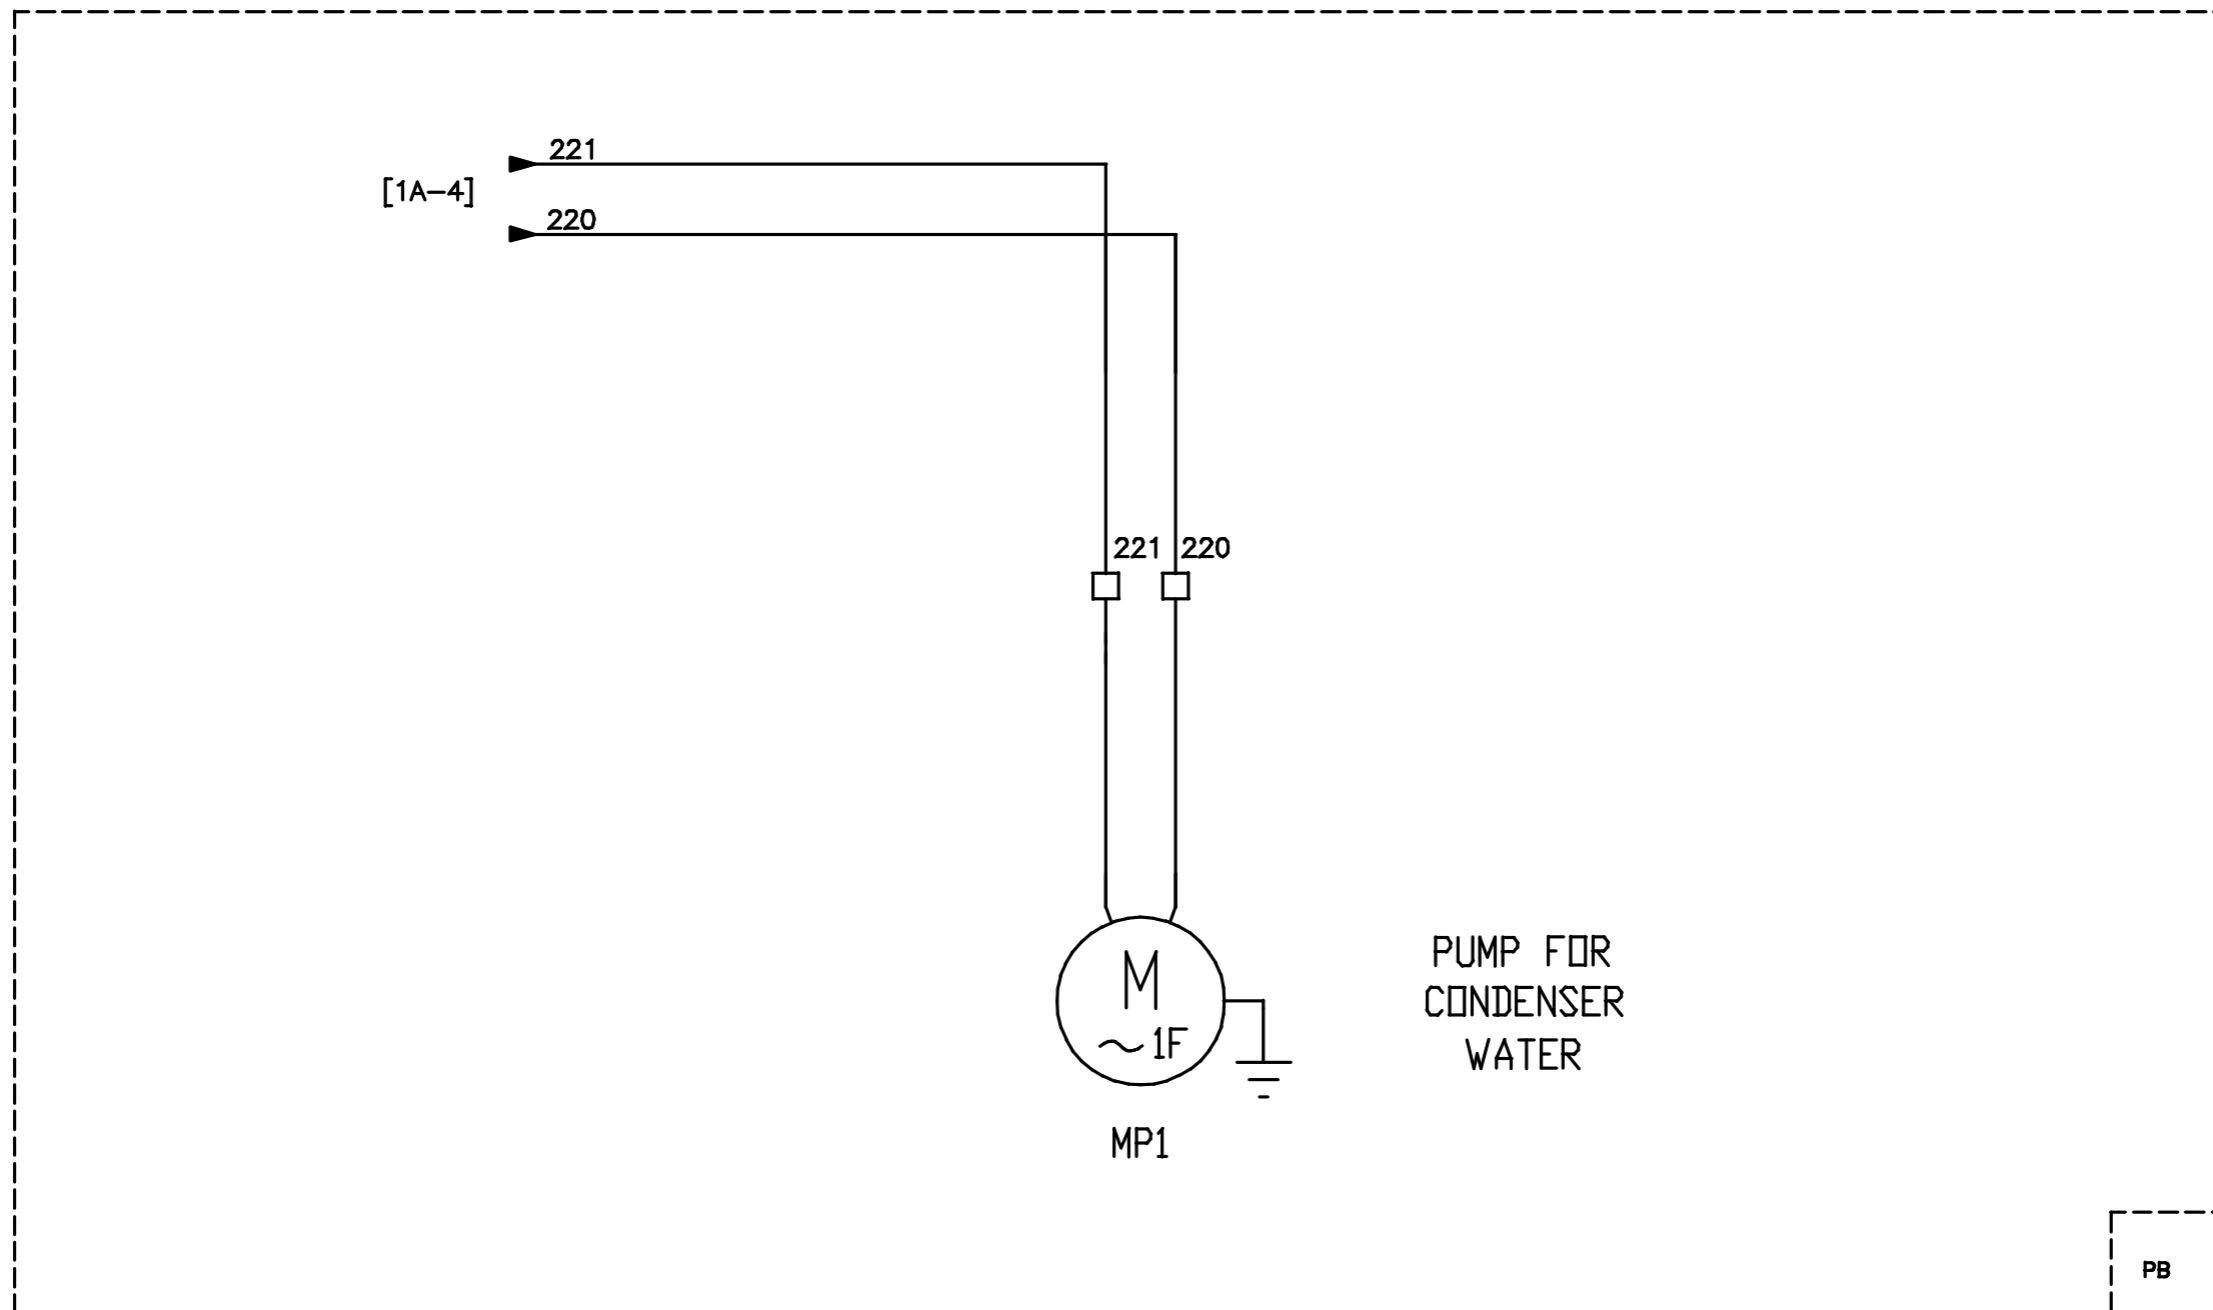 221
[1A-4]
220
221 220
M
~1F
PUMP FOR
CONDENSER
WATER
MP1
PB